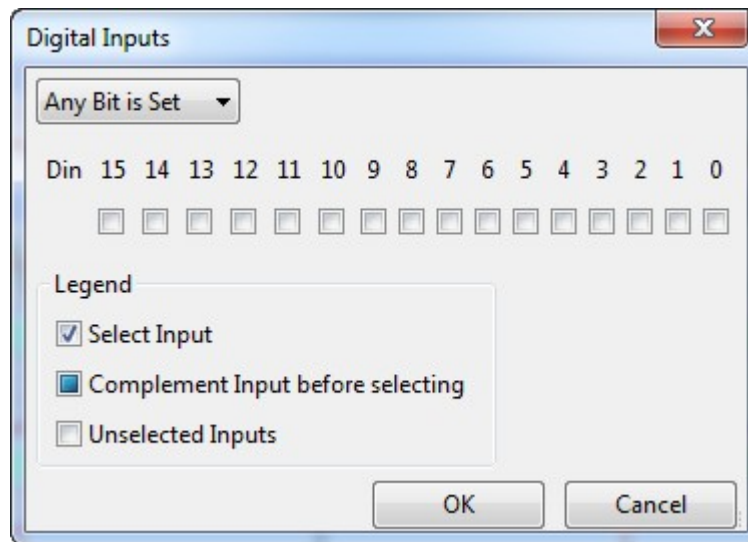 Digital Inputs
Any Bit is Set
Din 15 14 13 12 11 10 9 8 7 6 5 4 3 2 1 0
Legend
Select Input
Complement Input before selecting
Unselected Inputs
OK Cancel